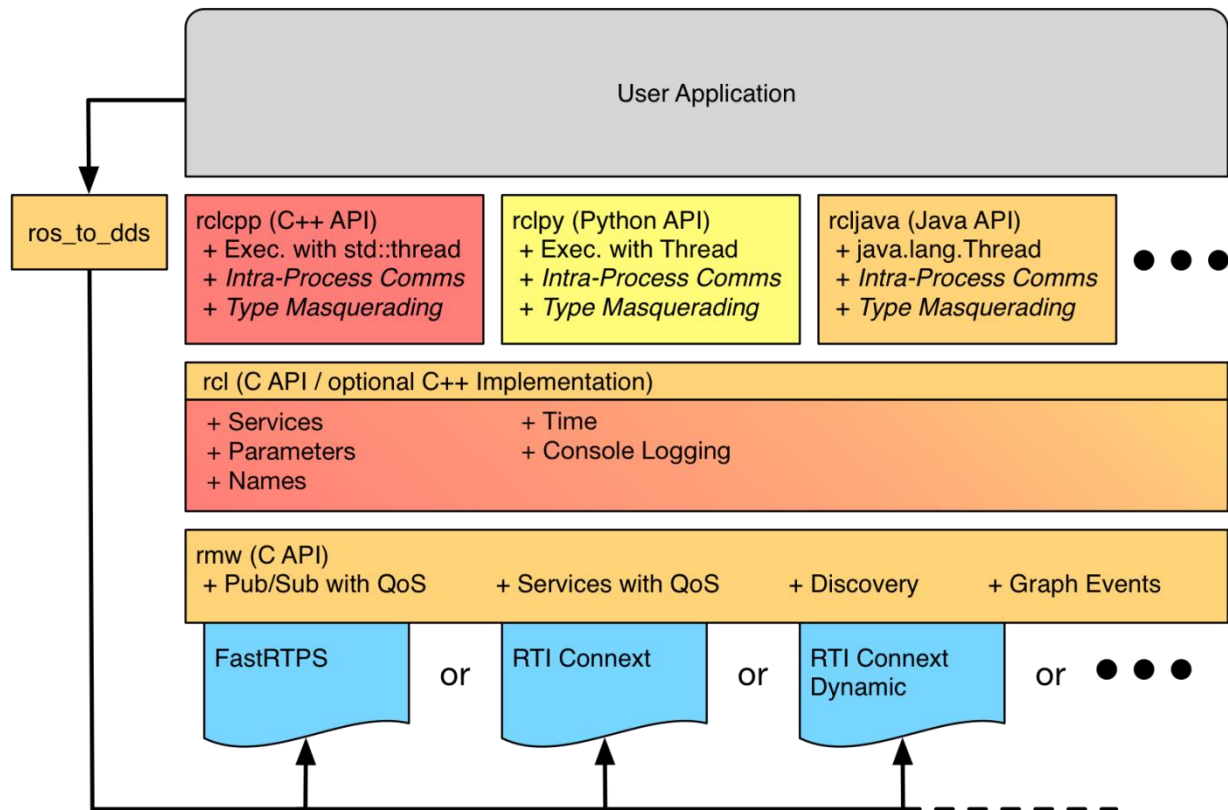 User Application
ros_to_dds
rclcpp (C++ API)
+ Exec. with std::thread
+ Intra-Process Comms
+ Type Masquerading
rclpy (Python API)
+ Exec. with Thread
+ Intra-Process Comms
+ Type Masquerading
rcljava (Java API)
+ java.lang.Thread
+ Intra-Process Comms
+ Type Masquerading
rcl (C API / optional C++ Implementation)
+ Services
+ Parameters
+ Names
+ Time
+ Console Logging
rmw (C API)
+ Pub/Sub with QoS
+ Services with QoS
+ Discovery
+ Graph Events
FastRTPS
or
RTI Connext
or
RTI Connext
Dynamic
or